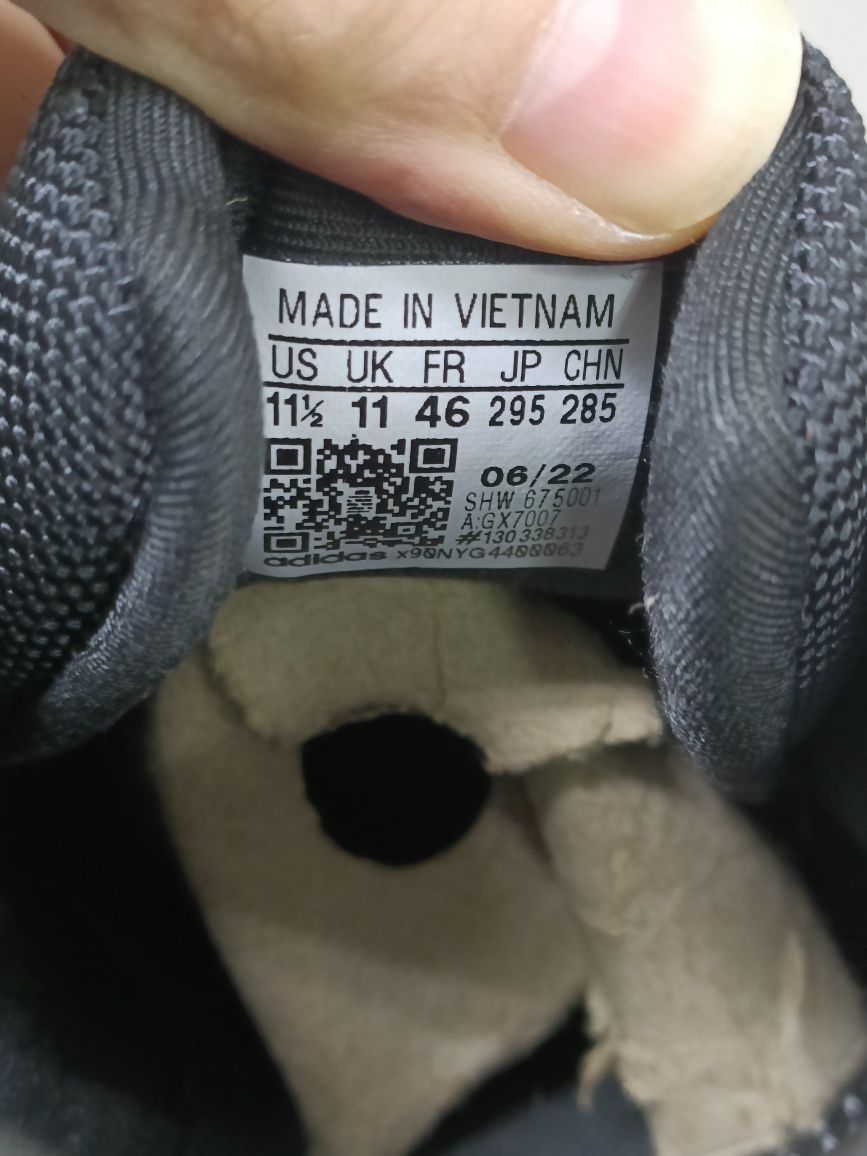 MADE IN VIETNAM
US UK FR JP CHN
11½ 11 46 295 285
06/22
SHW 675001
A:GX7007
#130338313
adidas x90NYG4400063